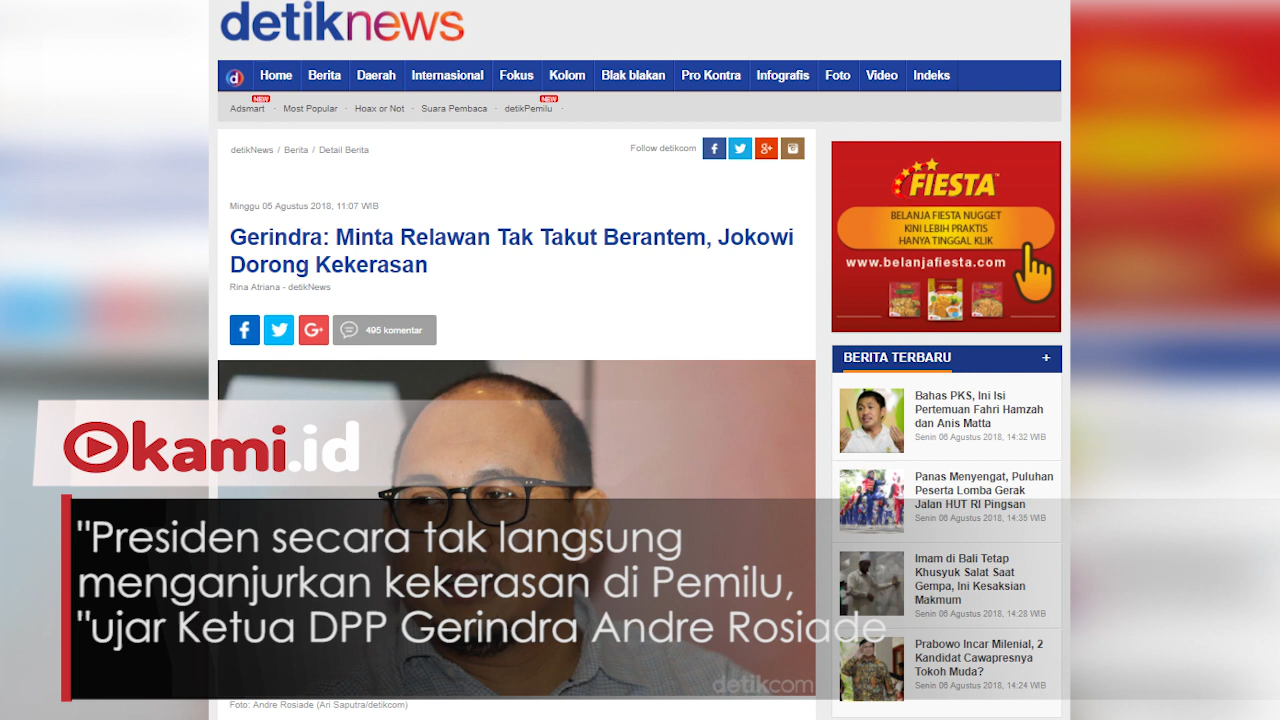 detiknews
Home Berita Daerah Internasional Fokus Kolom Blak blakan Pro Kontra Infografis Foto Video Indeks
Adsmart NEW Most Popular Hoax or Not Suara Pembaca detikPemilu NEW
detikNews / Berita / Detail Berita
Follow detikcom
Minggu 05 Agustus 2018, 11:07 WIB
Gerindra: Minta Relawan Tak Takut Berantem, Jokowi
Dorong Kekerasan
Rina Atriana - detikNews
495 komentar
Okami.id
"Presiden secara tak langsung
menganjurkan kekerasan di Pemilu,
"ujar Ketua DPP Gerindra Andre Rosiade
detikcom
Foto: Andre Rosiade (Ari Saputra/detikcom)
FIESTA™
BELANJA FIESTA NUGGET
KINI LEBIH PRAKTIS
HANYA TINGGAL KLIK
www.belanjafiesta.com
BERITA TERBARU +
Bahas PKS, Ini Isi
Pertemuan Fahri Hamzah
dan Anis Matta
Senin 06 Agustus 2018, 14:32 WIB
Panas Menyengat, Puluhan
Peserta Lomba Gerak
Jalan HUT RI Pingsan
Senin 06 Agustus 2018, 14:35 WIB
Imam di Bali Tetap
Khusyuk Salat Saat
Gempa, Ini Kesaksian
Makmum
Senin 06 Agustus 2018, 14:28 WIB
Prabowo Incar Milenial, 2
Kandidat Cawapresnya
Tokoh Muda?
Senin 06 Agustus 2018, 14:24 WIB